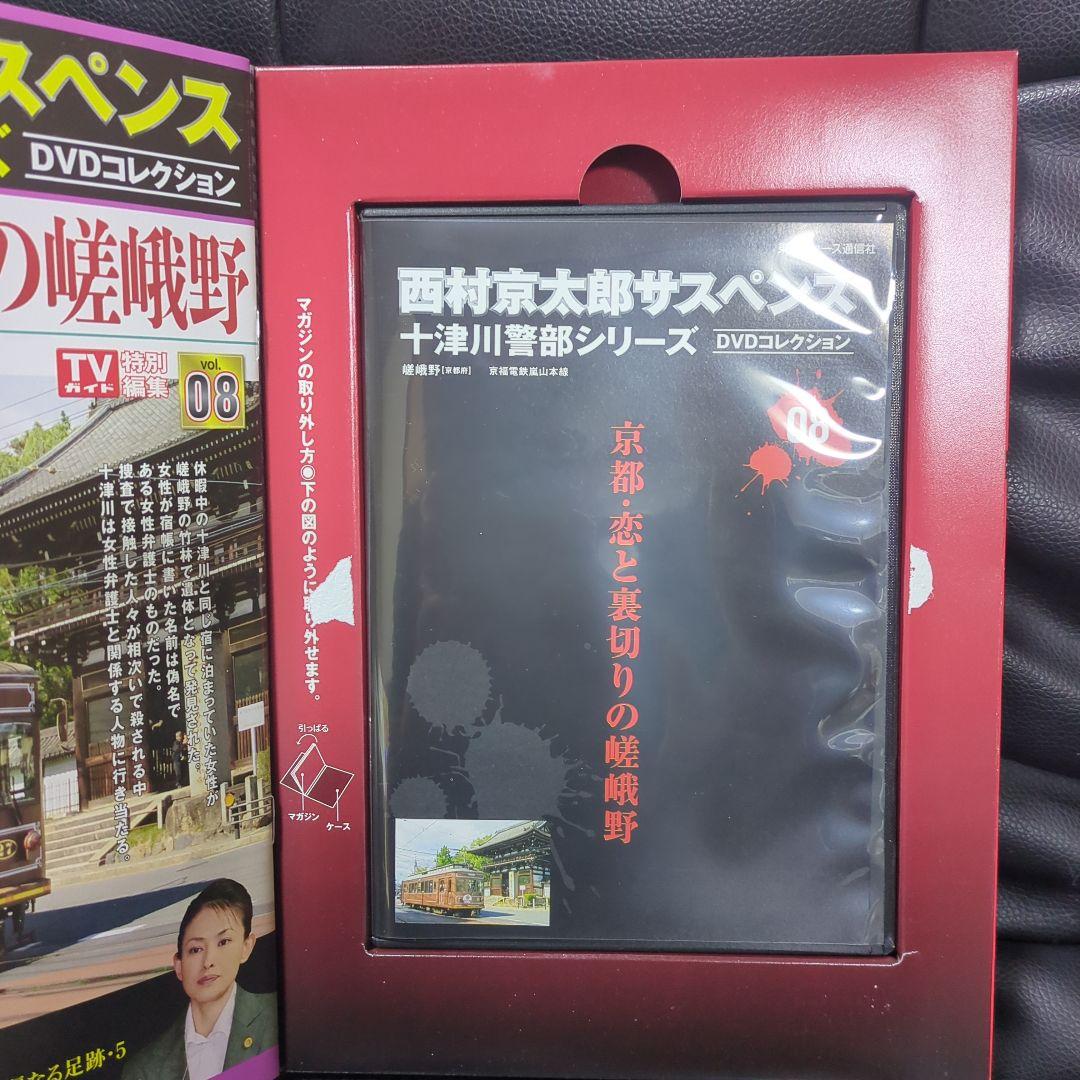 スペンス
ズ
DVDコレクション
の嵯峨野
TVガイド
特別編集
vol.
08
休暇中の十津川と同じ宿に泊まっていた女性が
嵯峨野の竹林で遺体となって発見された。
女性が宿帳に書いた名前は偽名で
ある女性弁護士のものだった。
捜査で接触した人々が相次いで殺される中
十津川は女性弁護士と関係する人物に行き当たる。
なる足跡・5
マガジンの取り外し方◉下の図のように取り外せます。
引っぱる
マガジン
ケース
ース通信社
西村京太郎サスペンス
十津川警部シリーズ
DVDコレクション
嵯峨野[京都府] 京福電鉄嵐山本線
08
京都・恋と裏切りの嵯峨野